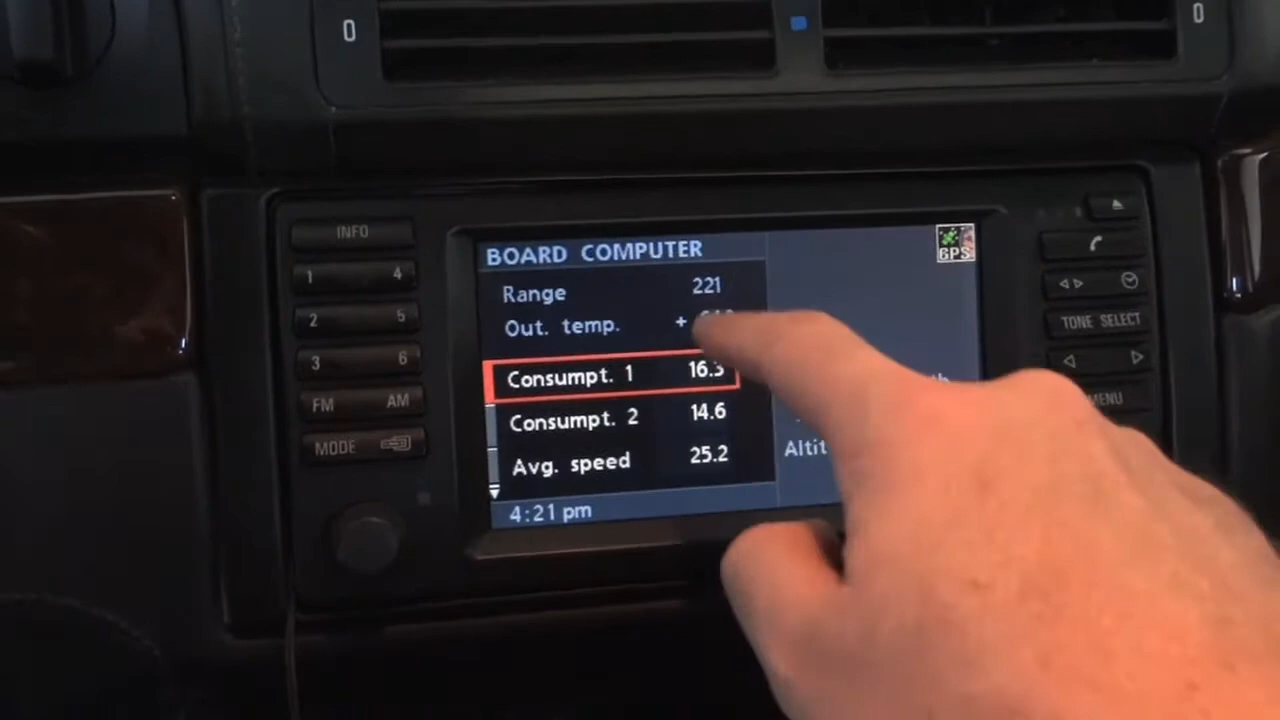 0
0
INFO
1 4
2 5
3 6
FM AM
MODE
BOARD COMPUTER
GPS
Range 221
Out. temp. +
Consumpt. 1 16.3
Consumpt. 2 14.6
Avg. speed 25.2
4:21 pm
TONE SELECT
MENU